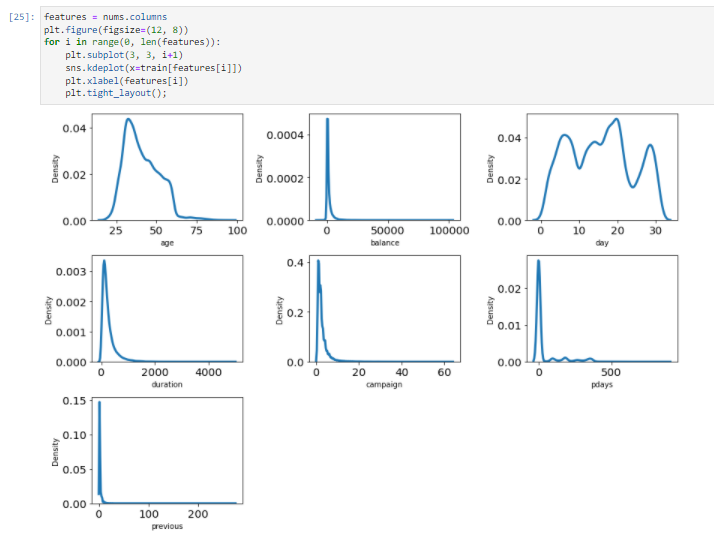 [25]: features = nums.columns
plt.figure(figsize=(12, 8))
for i in range(0, len(features)):
    plt.subplot(3, 3, i+1)
    sns.kdeplot(x=train[features[i]])
    plt.xlabel(features[i])
    plt.tight_layout();
0.04
0.02
0.00
Density
25 50 75 100
age
0.0004
0.0002
0.0000
Density
0 50000 100000
balance
0.04
0.02
0.00
Density
0 10 20 30
day
0.003
0.002
0.001
0.000
Density
0 2000 4000
duration
0.4
0.2
0.0
Density
0 20 40 60
campaign
0.02
0.01
0.00
Density
0 500
pdays
0.15
0.10
0.05
0.00
Density
0 100 200
previous